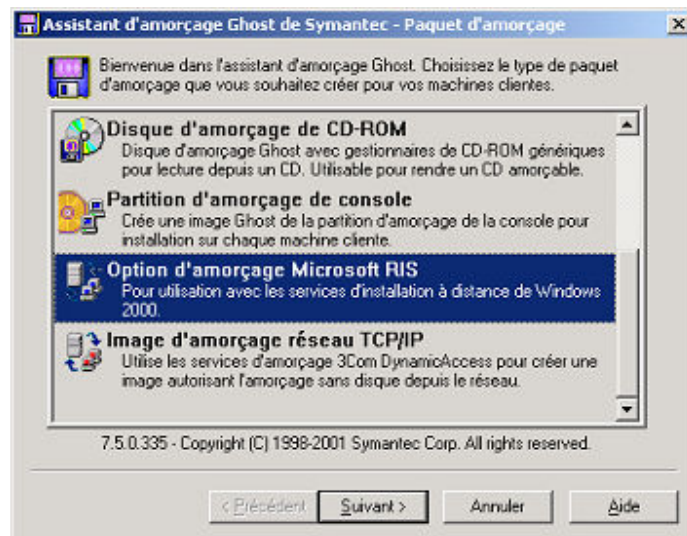 Assistant d'amorçage Ghost de Symantec - Paquet d'amorçage
Bienvenue dans l'assistant d'amorçage Ghost. Choisissez le type de paquet
d'amorçage que vous souhaitez créer pour vos machines clientes.
Disque d'amorçage de CD-ROM
Disque d'amorçage Ghost avec gestionnaires de CD-ROM génériques
pour lecture depuis un CD. Utilisable pour rendre un CD amorçable.
Partition d'amorçage de console
Crée une image Ghost de la partition d'amorçage de la console pour
installation sur chaque machine cliente.
Option d'amorçage Microsoft RIS
Pour utilisation avec les services d'installation à distance de Windows
2000.
Image d'amorçage réseau TCP/IP
Utilise les services d'amorçage 3Com DynamicAccess pour créer une
image autorisant l'amorçage sans disque depuis le réseau.
7.5.0.335 - Copyright (C) 1998-2001 Symantec Corp. All rights reserved.
< Précédent Suivant > Annuler Aide